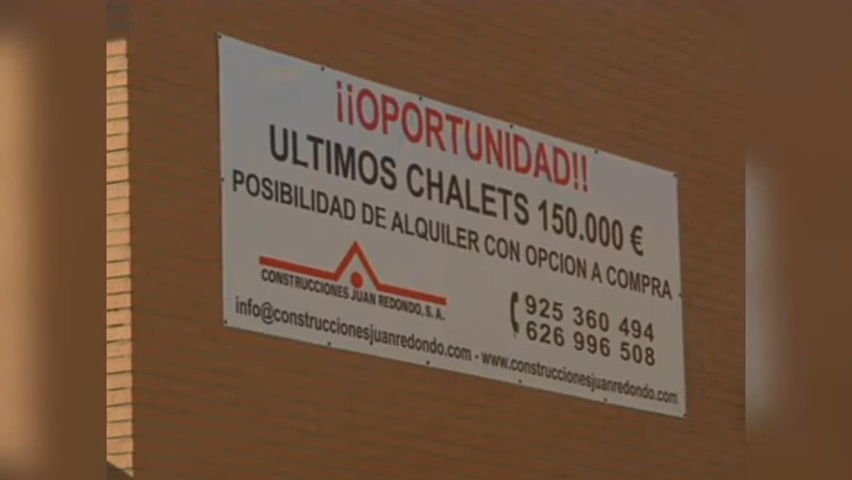 ¡¡OPORTUNIDAD!!
ULTIMOS CHALETS 150.000 €
POSIBILIDAD DE ALQUILER CON OPCION A COMPRA
CONSTRUCCIONES JUAN REDONDO, S.A.
925 360 494
626 996 508
info@construccionesjuanredondo.com - www.construccionesjuanredondo.com